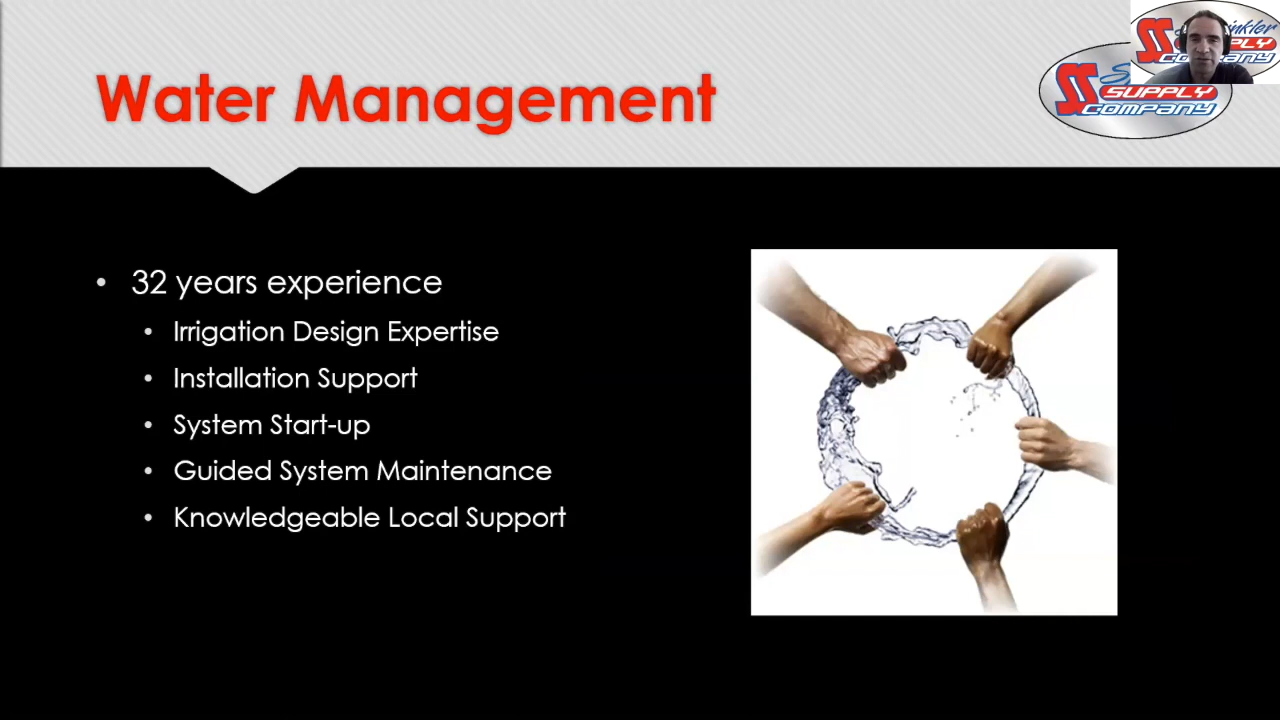 Water Management
SUPPLY
COMPANY
• 32 years experience
• Irrigation Design Expertise
• Installation Support
• System Start-up
• Guided System Maintenance
• Knowledgeable Local Support